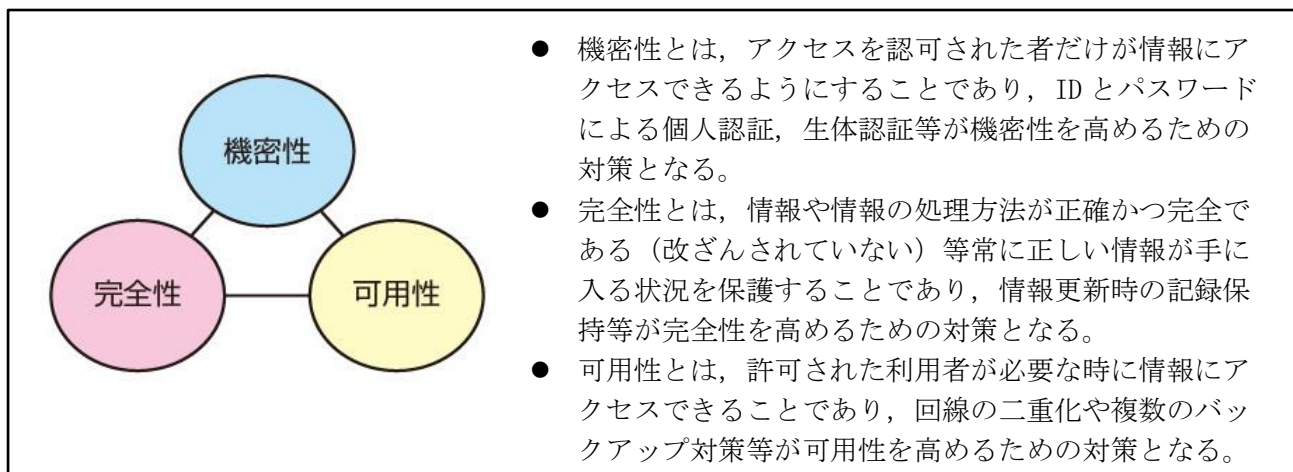 機密性
完全性
可用性
● 機密性とは，アクセスを認可された者だけが情報にア
クセスできるようにすることであり，ID とパスワード
による個人認証，生体認証等が機密性を高めるための
対策となる。
● 完全性とは，情報や情報の処理方法が正確かつ完全で
ある（改ざんされていない）等常に正しい情報が手に
入る状況を保護することであり，情報更新時の記録保
持等が完全性を高めるための対策となる。
● 可用性とは，許可された利用者が必要な時に情報にア
クセスできることであり，回線の二重化や複数のバッ
クアップ対策等が可用性を高めるための対策となる。